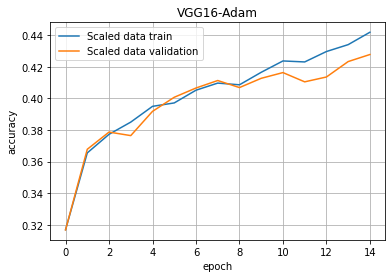 VGG16-Adam
Scaled data train
Scaled data validation
0.44
0.42
0.40
0.38
0.36
0.34
0.32
accuracy
0 2 4 6 8 10 12 14
epoch